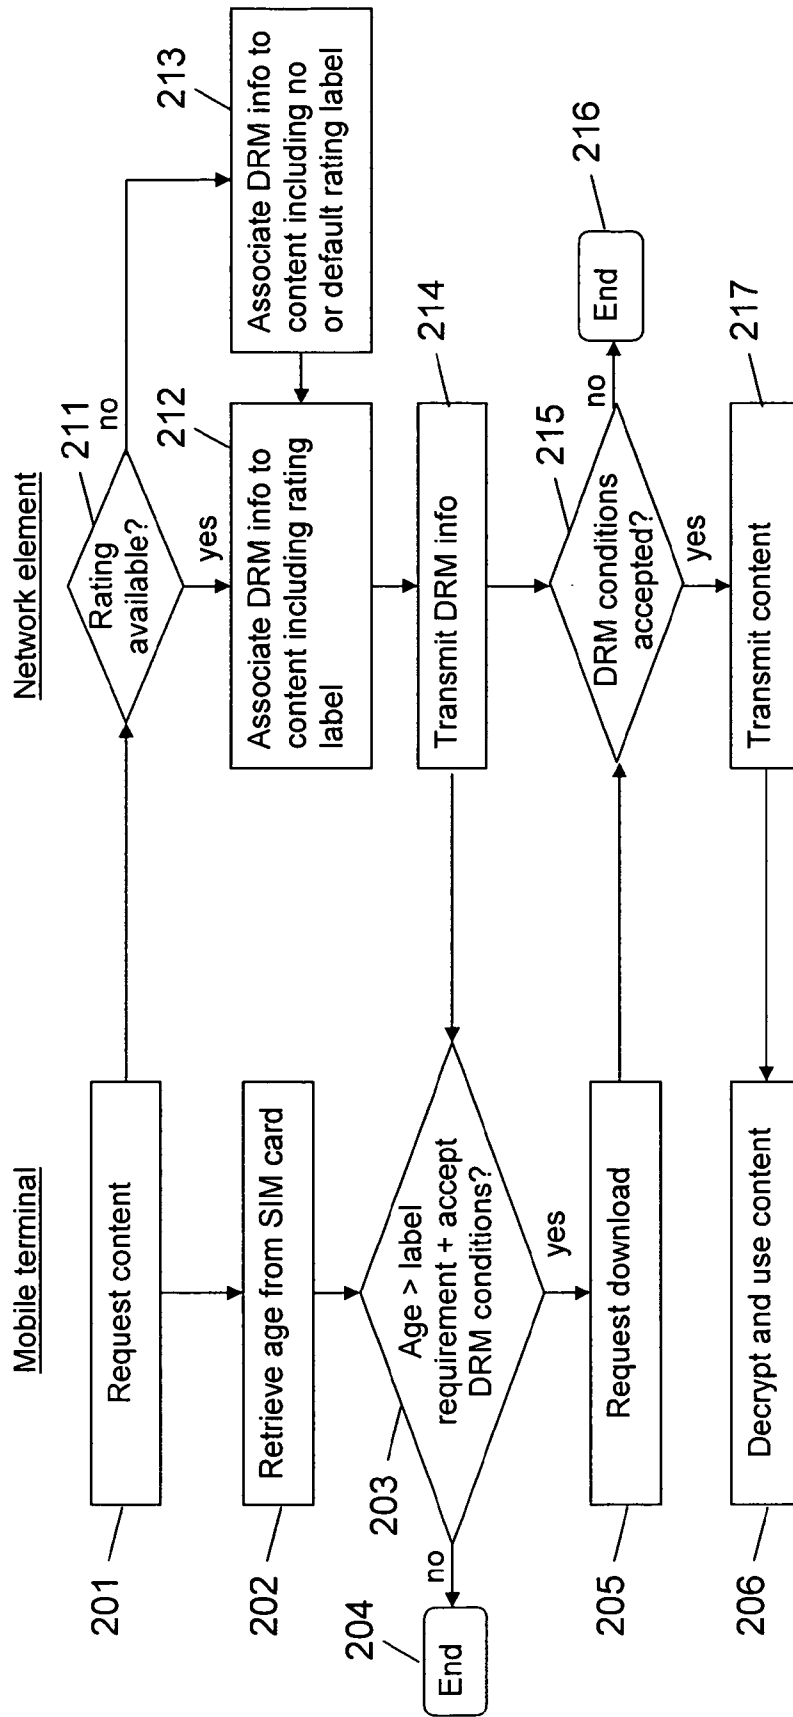 Mobile terminal
Network element
201
Request content
202
Retrieve age from SIM card
203
Age > label
requirement + accept
DRM conditions?
no
204
End
yes
205
Request download
206
Decrypt and use content
211
Rating
available?
no
yes
213
Associate DRM info to
content including no
or default rating label
212
Associate DRM info to
content including rating
label
214
Transmit DRM info
215
DRM conditions
accepted?
no
216
End
yes
217
Transmit content